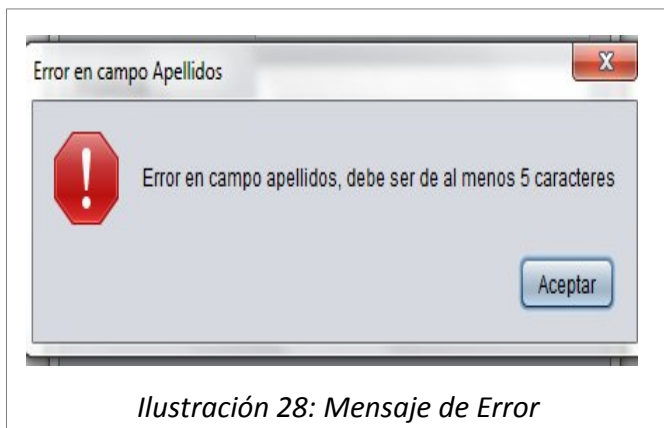 Error en campo Apellidos
X
Error en campo apellidos, debe ser de al menos 5 caracteres
Aceptar
Ilustración 28: Mensaje de Error